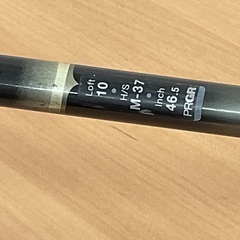 Loft. H/S Inch
10 • M-37 • 46.5
PRGR